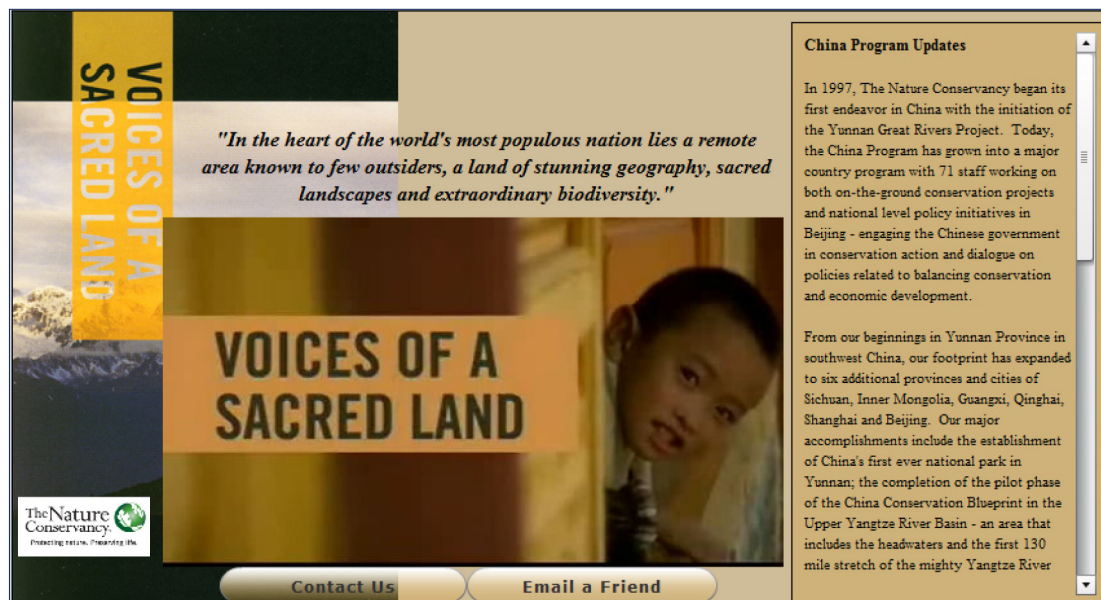 VOICES OF A
SACRED LAND
"In the heart of the world's most populous nation lies a remote
area known to few outsiders, a land of stunning geography, sacred
landscapes and extraordinary biodiversity."
VOICES OF A
SACRED LAND
The Nature
Conservancy
Protecting nature. Preserving life.
Contact Us
Email a Friend
China Program Updates
In 1997, The Nature Conservancy began its
first endeavor in China with the initiation of
the Yunnan Great Rivers Project.  Today,
the China Program has grown into a major
country program with 71 staff working on
both on-the-ground conservation projects
and national level policy initiatives in
Beijing - engaging the Chinese government
in conservation action and dialogue on
policies related to balancing conservation
and economic development.
From our beginnings in Yunnan Province in
southwest China, our footprint has expanded
to six additional provinces and cities of
Sichuan, Inner Mongolia, Guangxi, Qinghai,
Shanghai and Beijing.  Our major
accomplishments include the establishment
of China's first ever national park in
Yunnan; the completion of the pilot phase
of the China Conservation Blueprint in the
Upper Yangtze River Basin - an area that
includes the headwaters and the first 130
mile stretch of the mighty Yangtze River